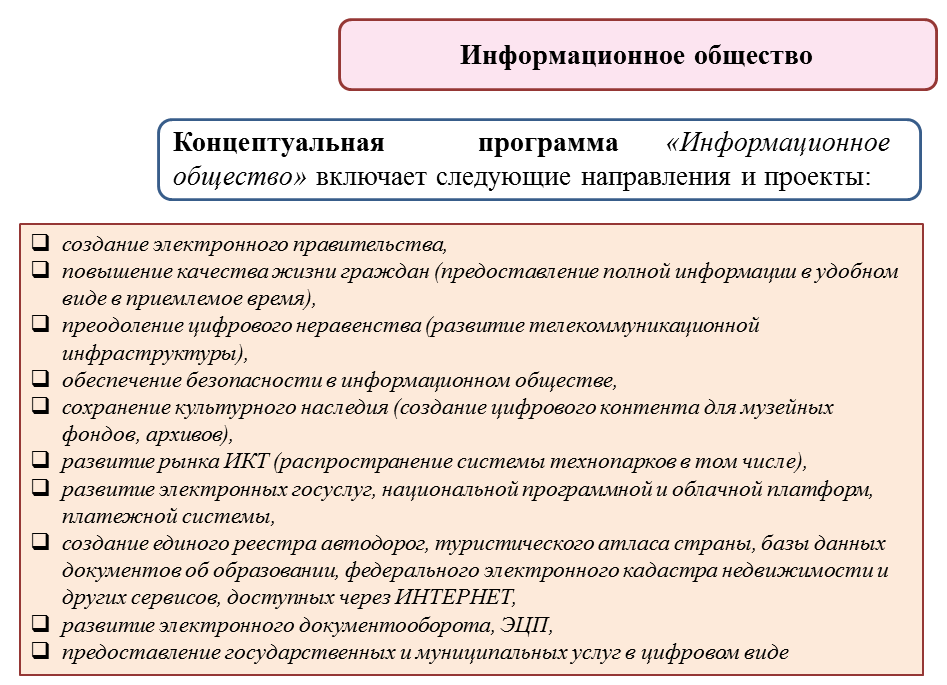 Информационное общество
Концептуальная программа «Информационное
общество» включает следующие направления и проекты:
❑ создание электронного правительства,
❑ повышение качества жизни граждан (предоставление полной информации в удобном
виде в приемлемое время),
❑ преодоление цифрового неравенства (развитие телекоммуникационной
инфраструктуры),
❑ обеспечение безопасности в информационном обществе,
❑ сохранение культурного наследия (создание цифрового контента для музейных
фондов, архивов),
❑ развитие рынка ИКТ (распространение системы технопарков в том числе),
❑ развитие электронных госуслуг, национальной программной и облачной платформ,
платежной системы,
❑ создание единого реестра автодорог, туристического атласа страны, базы данных
документов об образовании, федерального электронного кадастра недвижимости и
других сервисов, доступных через ИНТЕРНЕТ,
❑ развитие электронного документооборота, ЭЦП,
❑ предоставление государственных и муниципальных услуг в цифровом виде